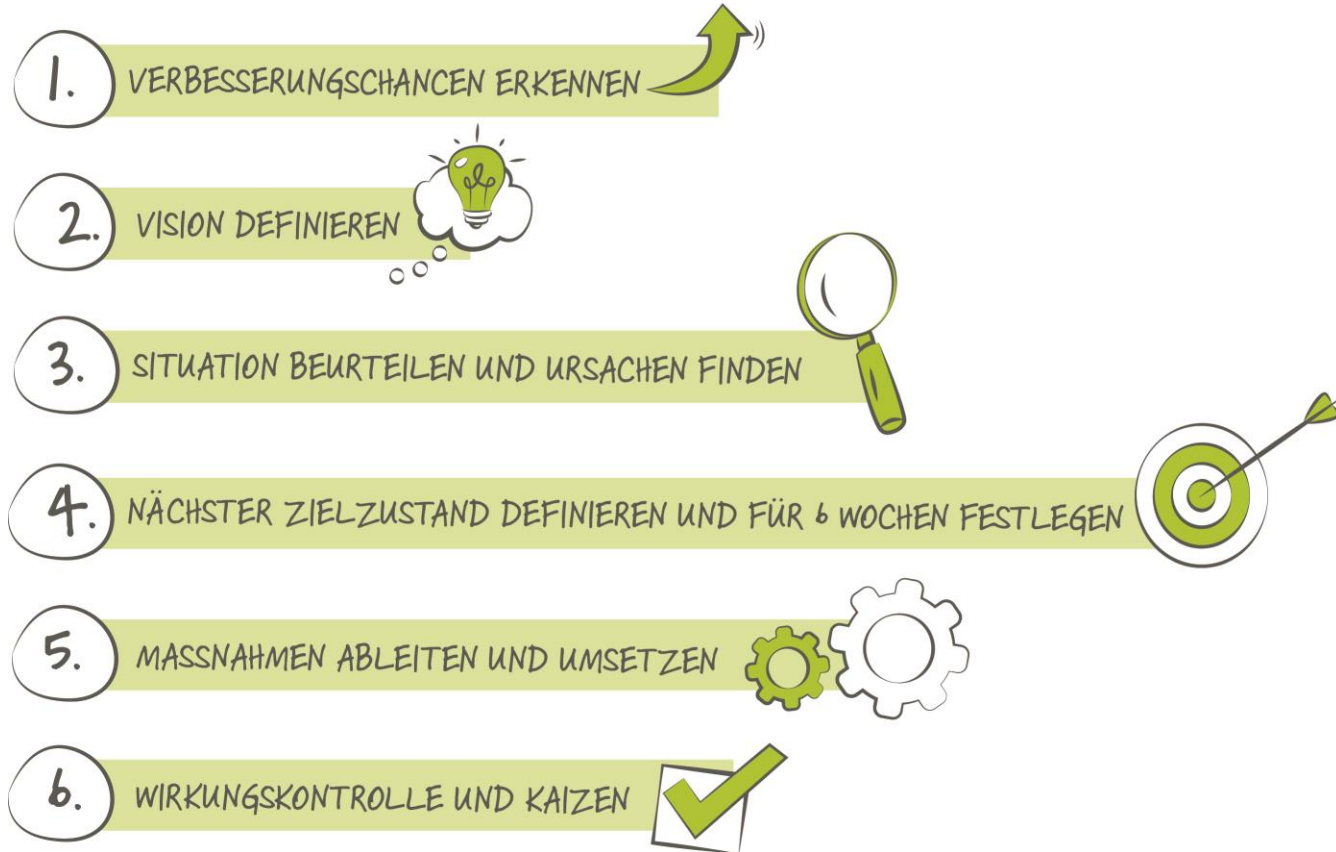 1. VERBESSERUNGSCHANCEN ERKENNEN
2. VISION DEFINIEREN
3. SITUATION BEURTEILEN UND URSACHEN FINDEN
4. NÄCHSTER ZIELZUSTAND DEFINIEREN UND FÜR 6 WOCHEN FESTLEGEN
5. MASSNAHMEN ABLEITEN UND UMSETZEN
6. WIRKUNGSKONTROLLE UND KAIZEN